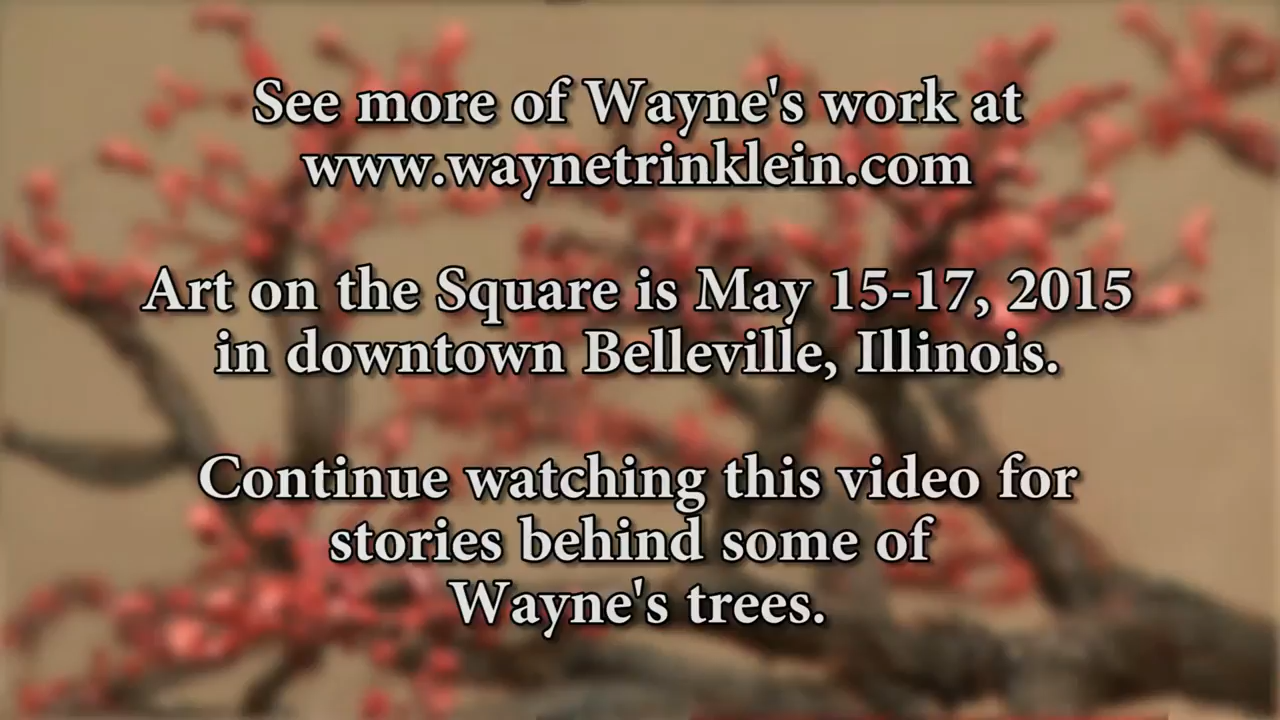 See more of Wayne's work at
www.waynetrinklein.com
Art on the Square is May 15-17, 2015
in downtown Belleville, Illinois.
Continue watching this video for
stories behind some of
Wayne's trees.